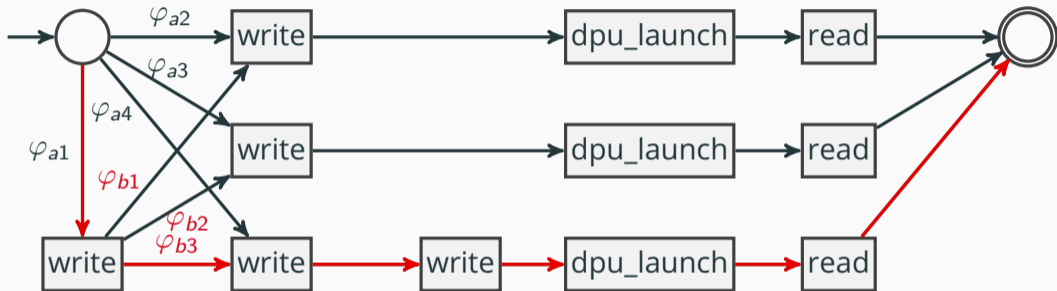 φa2 write dpu_launch read
φa3
φa4
φa1 write dpu_launch read
φb1
φb2
φb3
write write write dpu_launch read